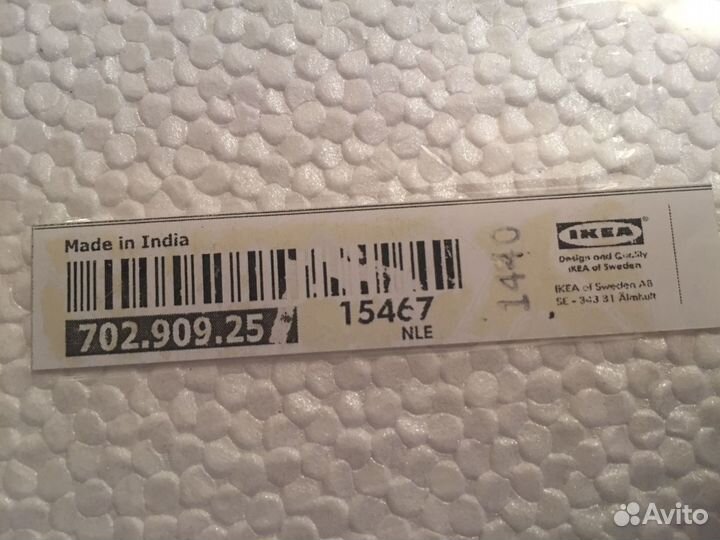 Made in India
702.909.25
15467
NLE
1440
IKEA
Design and Quality
IKEA of Sweden
IKEA of Sweden AB
SE - 343 31 Älmhult
Avito